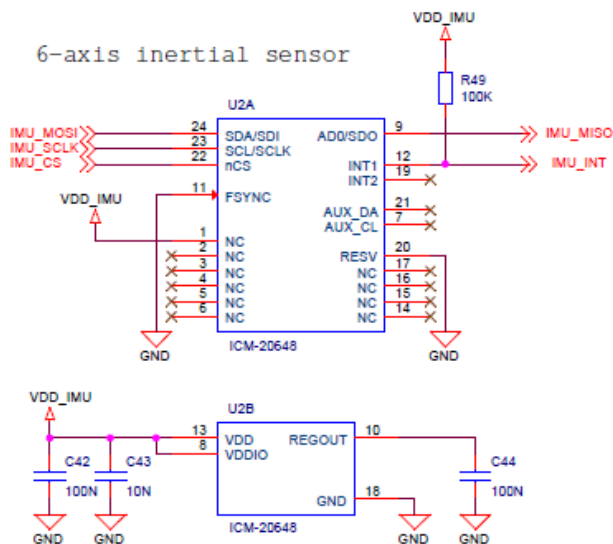 VDD_IMU
6-axis inertial sensor
R49
100K
U2A
IMU_MOSI 24 SDA/SDI AD0/SDO 9 IMU_MISO
IMU_SCLK 23 SCL/SCLK
IMU_CS 22 nCS INT1 12 IMU_INT
INT2 19
11 FSYNC
VDD_IMU
AUX_DA 21
AUX_CL 7
1 NC RESV 20
2 NC NC 17
3 NC NC 16
4 NC NC 15
5 NC NC 14
6 NC
GND ICM-20648 GND
VDD_IMU
U2B
13 VDD REGOUT 10
8 VDDIO
C42 C43 C44
100N 10N 100N
GND 18
GND GND ICM-20648 GND GND